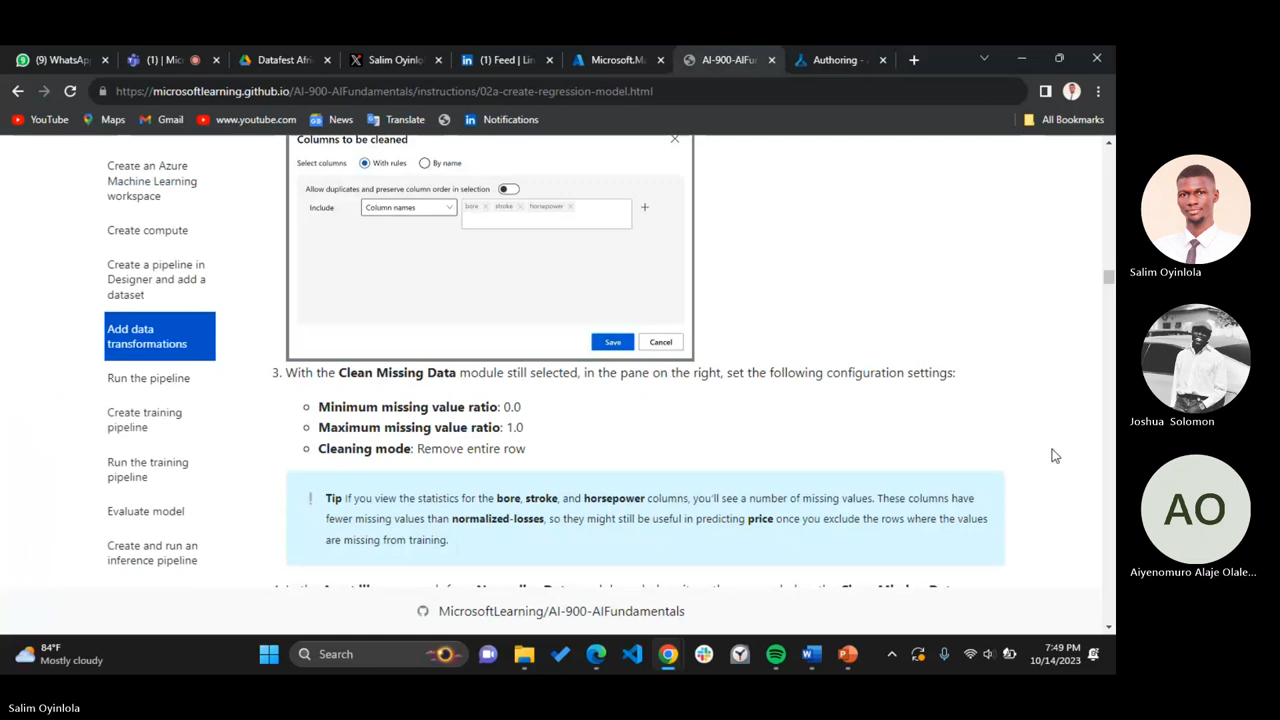 (9) WhatsAp
(1) | Mic
Datafest Afri
Salim Oyinlo
(1) Feed | Lin
Microsoft.Ma
AI-900-AIFun
Authoring -
https://microsoftlearning.github.io/AI-900-AIFundamentals/instructions/02a-create-regression-model.html
YouTube
Maps
Gmail
www.youtube.com
News
Translate
Notifications
All Bookmarks
Create an Azure
Machine Learning
workspace
Create compute
Create a pipeline in
Designer and add a
dataset
Add data
transformations
Run the pipeline
Create training
pipeline
Run the training
pipeline
Evaluate model
Create and run an
inference pipeline
Columns to be cleaned
Select columns With rules By name
Allow duplicates and preserve column order in selection
Include Column names bore stroke horsepower
Save Cancel
3. With the Clean Missing Data module still selected, in the pane on the right, set the following configuration settings:
Minimum missing value ratio: 0.0
Maximum missing value ratio: 1.0
Cleaning mode: Remove entire row
Tip If you view the statistics for the bore, stroke, and horsepower columns, you'll see a number of missing values. These columns have
fewer missing values than normalized-losses, so they might still be useful in predicting price once you exclude the rows where the values
are missing from training.
MicrosoftLearning/AI-900-AIFundamentals
84°F
Mostly cloudy
Search
7:49 PM
10/14/2023
Salim Oyinlola
Joshua Solomon
AO
Aiyenomuro Alaje Olale...
Salim Oyinlola